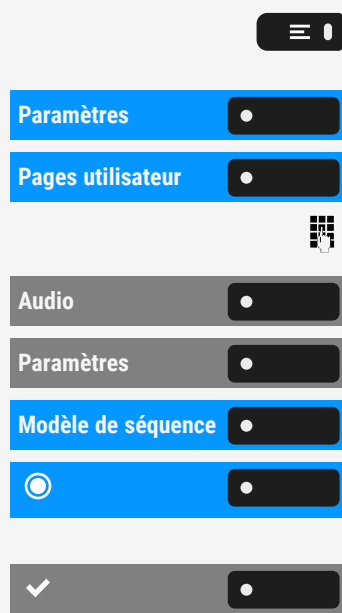 Paramètres
Pages utilisateur
Audio
Paramètres
Modèle de séquence